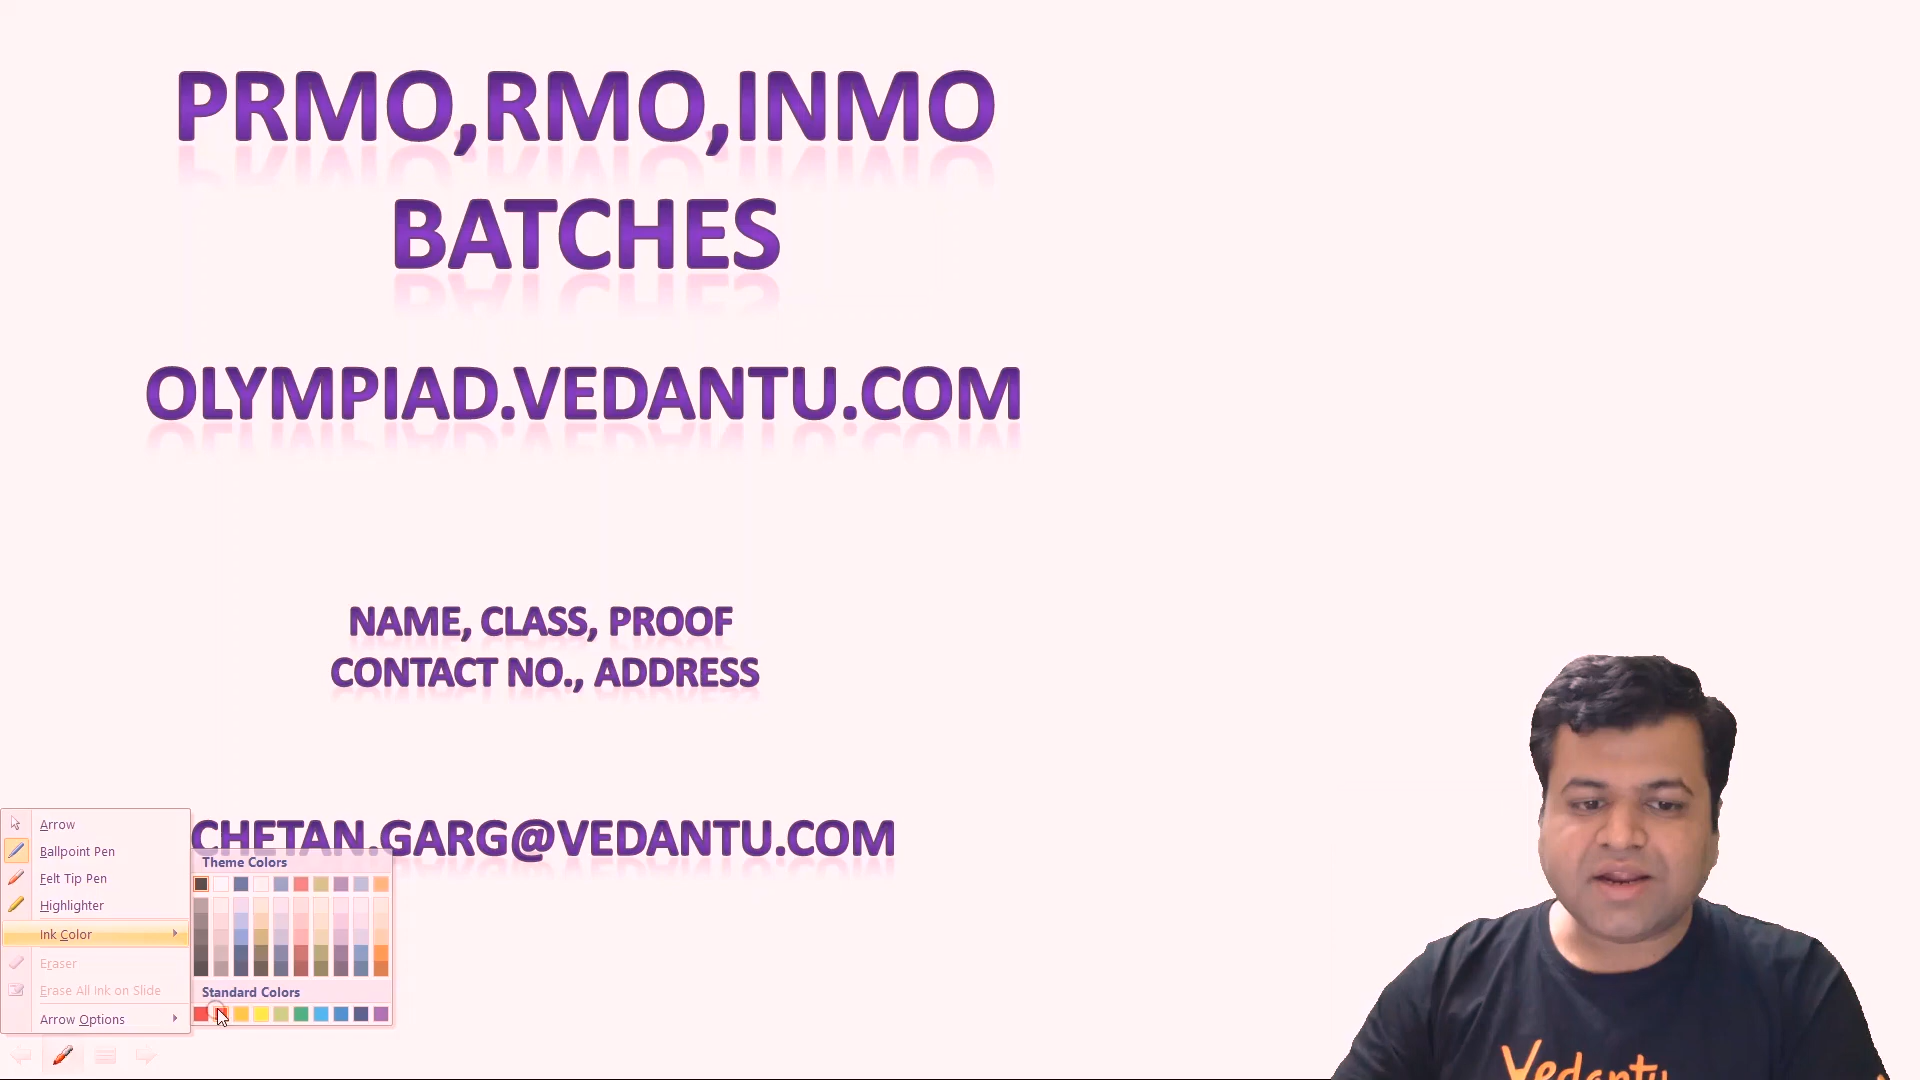 PRMO,RMO,INMO
BATCHES
OLYMPIAD.VEDANTU.COM
NAME, CLASS, PROOF
CONTACT NO., ADDRESS
CHETAN.GARG@VEDANTU.COM
Arrow
Ballpoint Pen
Felt Tip Pen
Highlighter
Ink Color
Eraser
Erase All Ink on Slide
Arrow Options
Theme Colors
Standard Colors
Vedantu